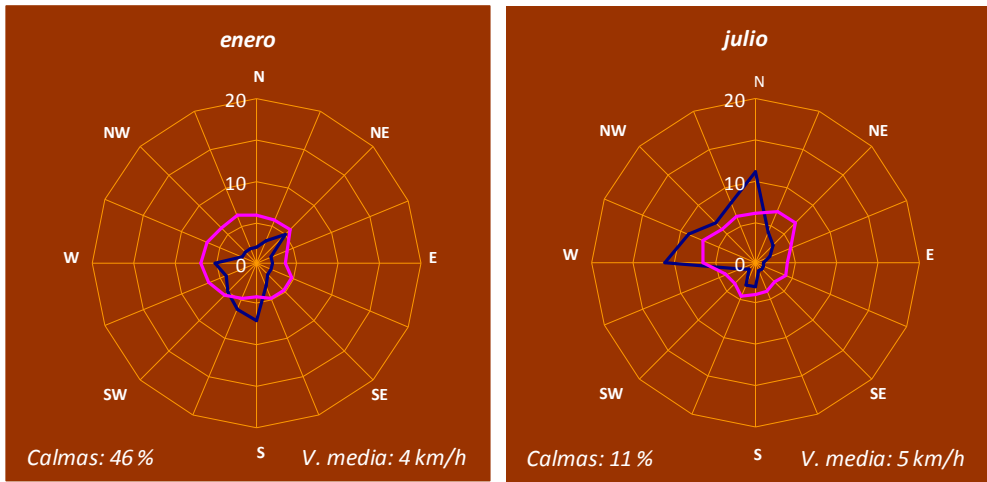 enero
N
20
NW
NE
10
W
0
E
SW
SE
S
Calmas: 46 %
V. media: 4 km/h
julio
N
20
NW
NE
10
W
0
E
SW
SE
S
Calmas: 11 %
V. media: 5 km/h